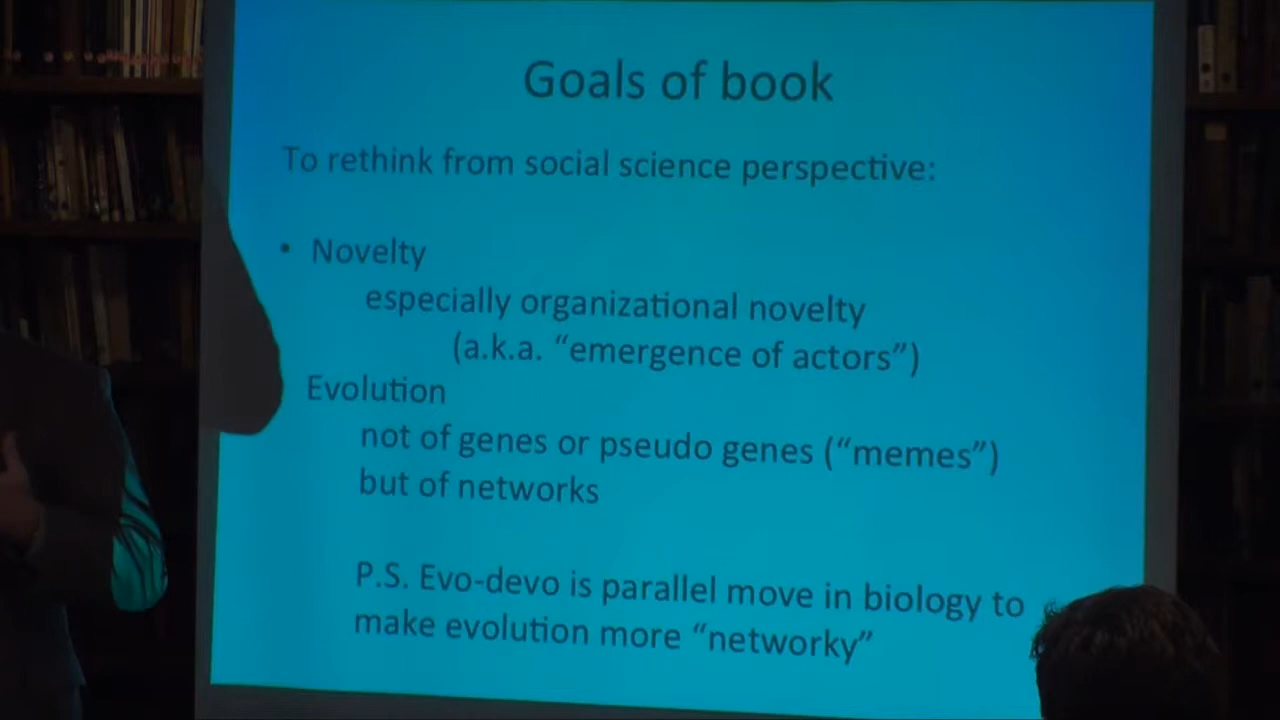 Goals of book
To rethink from social science perspective:
• Novelty
especially organizational novelty
(a.k.a. “emergence of actors”)
Evolution
not of genes or pseudo genes (“memes”)
but of networks
P.S. Evo-devo is parallel move in biology to
make evolution more “networky”